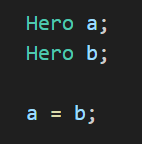 Hero a;
Hero b;
a = b;